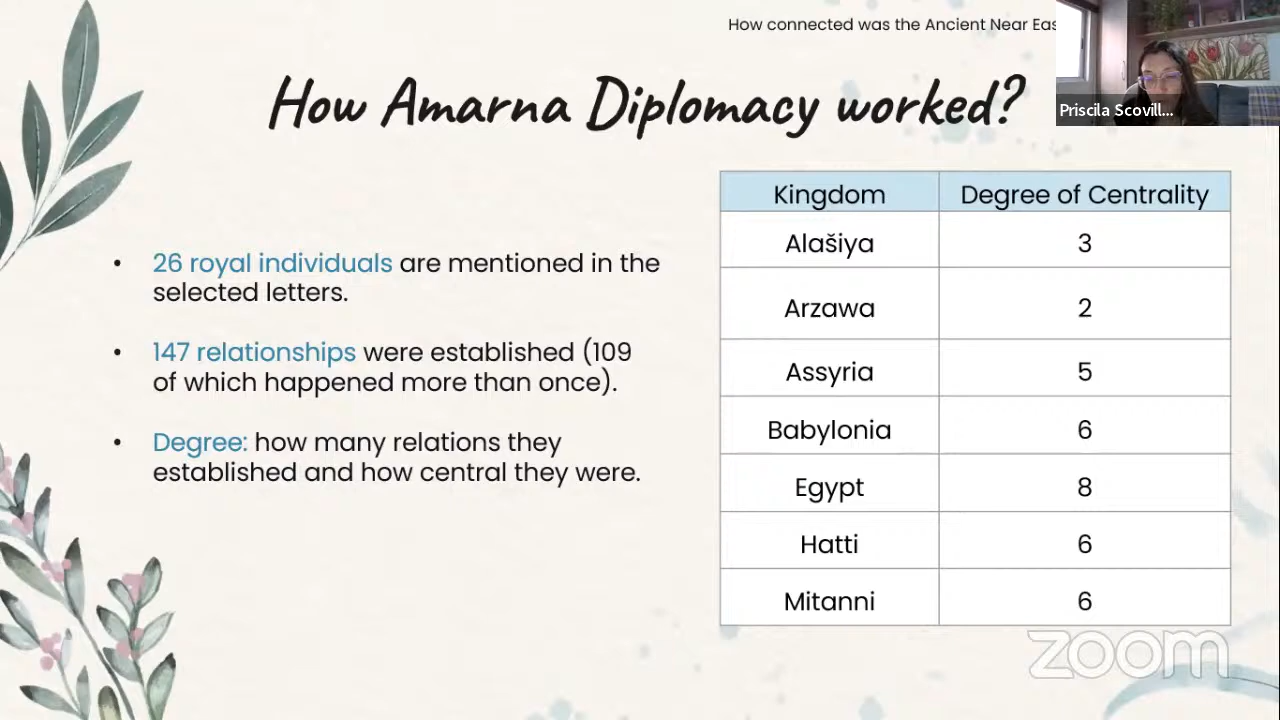 How connected was the Ancient Near
How Amarna Diplomacy worked?
Priscila Scovill...
• 26 royal individuals are mentioned in the
selected letters.
• 147 relationships were established (109
of which happened more than once).
• Degree: how many relations they
established and how central they were.
Kingdom Degree of Centrality
Alašiya 3
Arzawa 2
Assyria 5
Babylonia 6
Egypt 8
Hatti 6
Mitanni 6
zoom